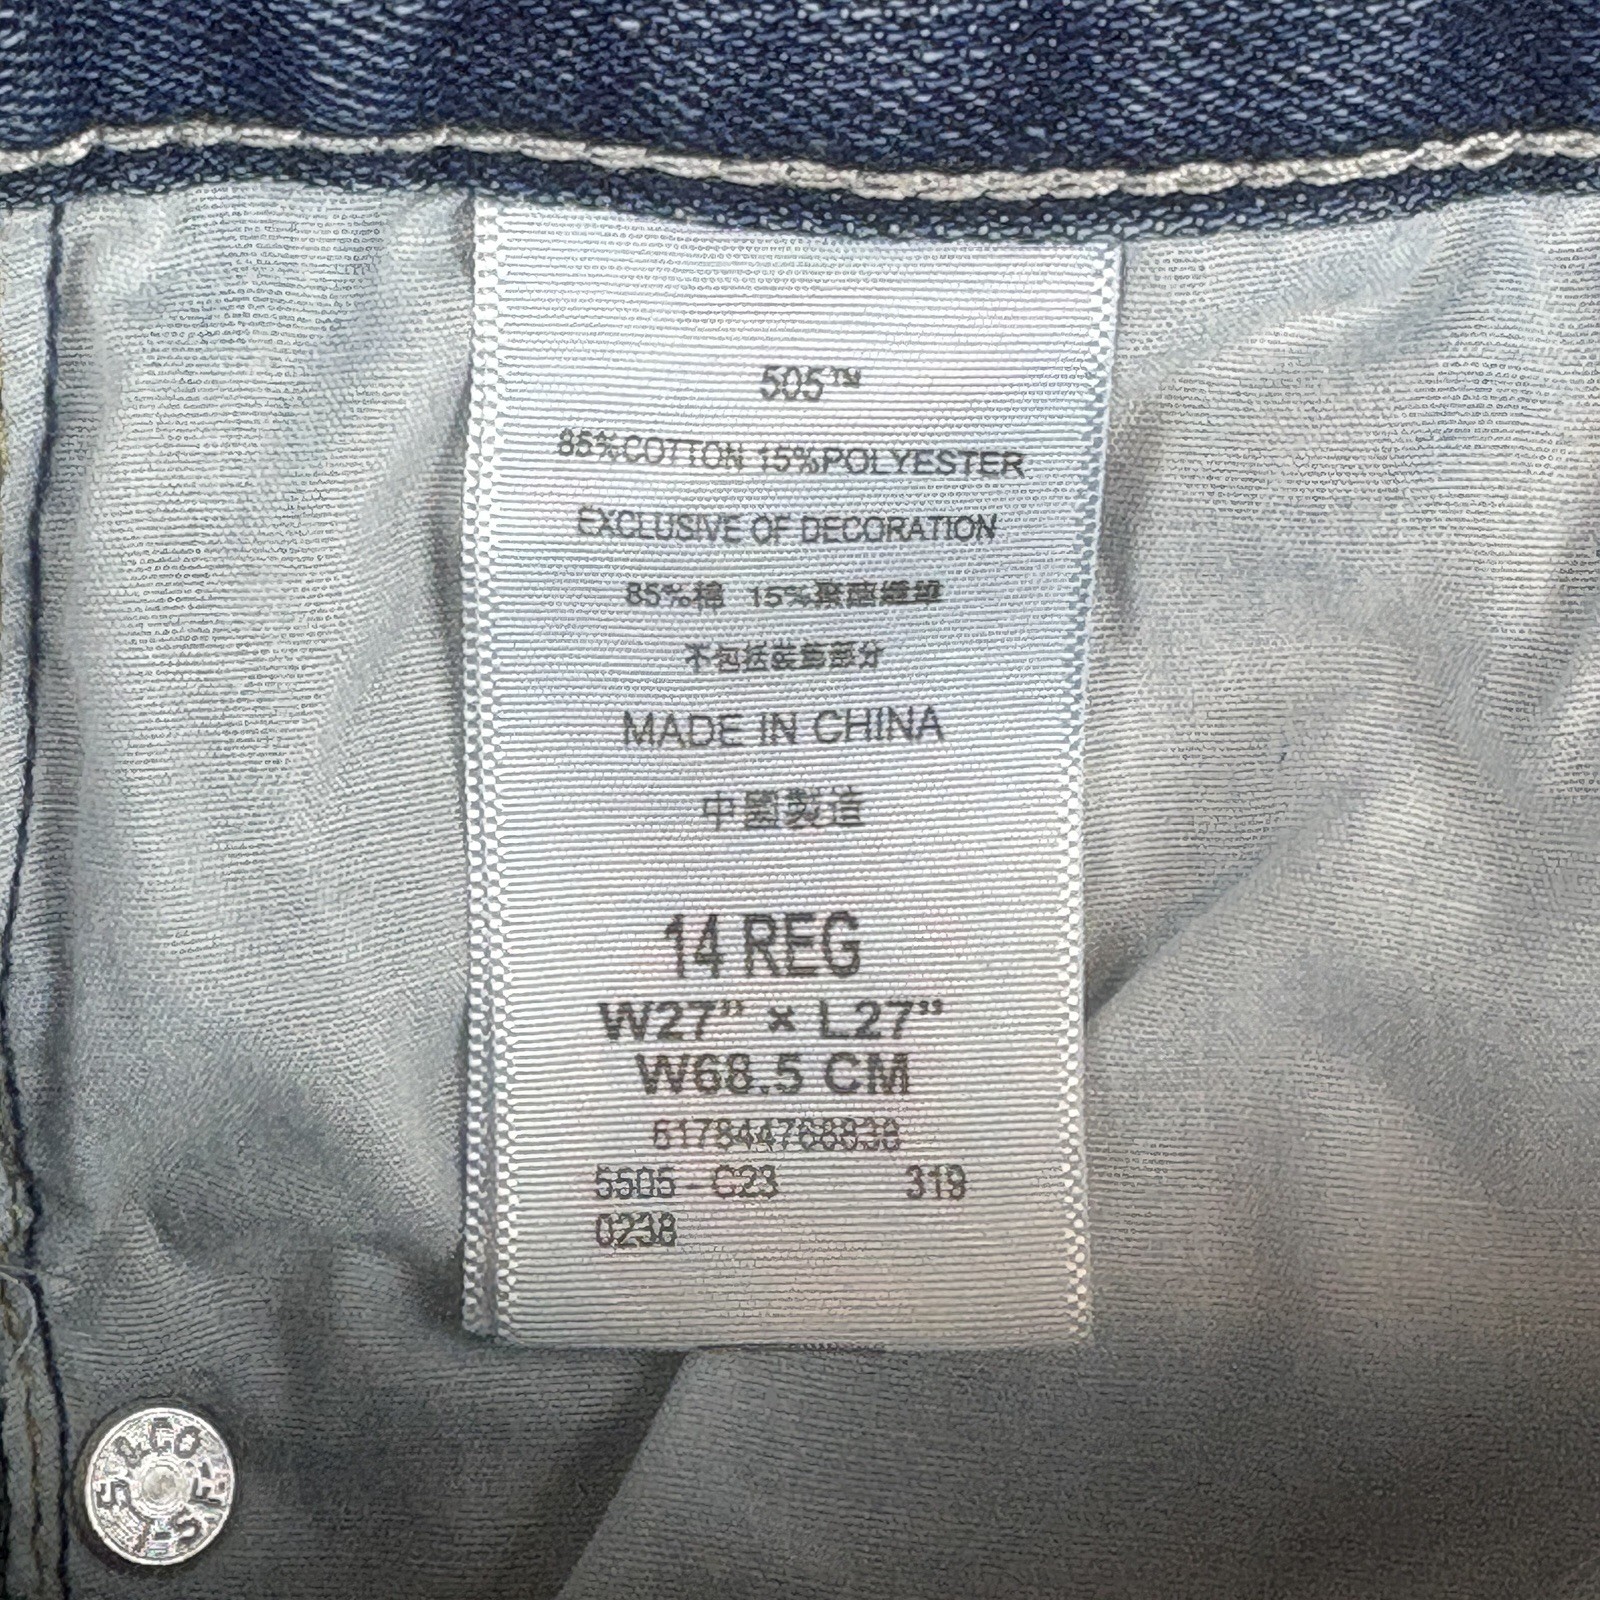 505™
85%COTTON 15%POLYESTER
EXCLUSIVE OF DECORATION
85%棉 15%聚酯纖維
不包括裝飾部分
MADE IN CHINA
中國製造
14 REG
W27” × L27”
W68.5 CM
617844768838
5505 - C23 319
0238
L.S.&CO S.F.